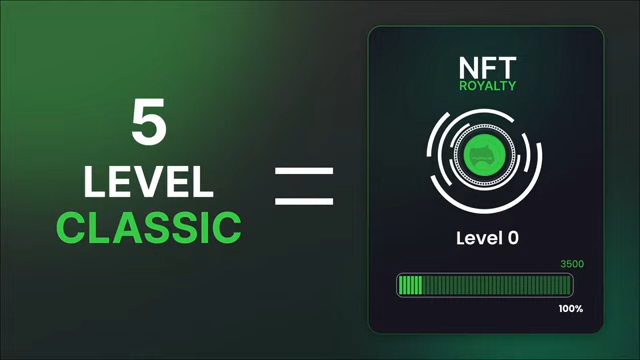 5
LEVEL
CLASSIC
=
NFT
ROYALTY
Level 0
3500
100%